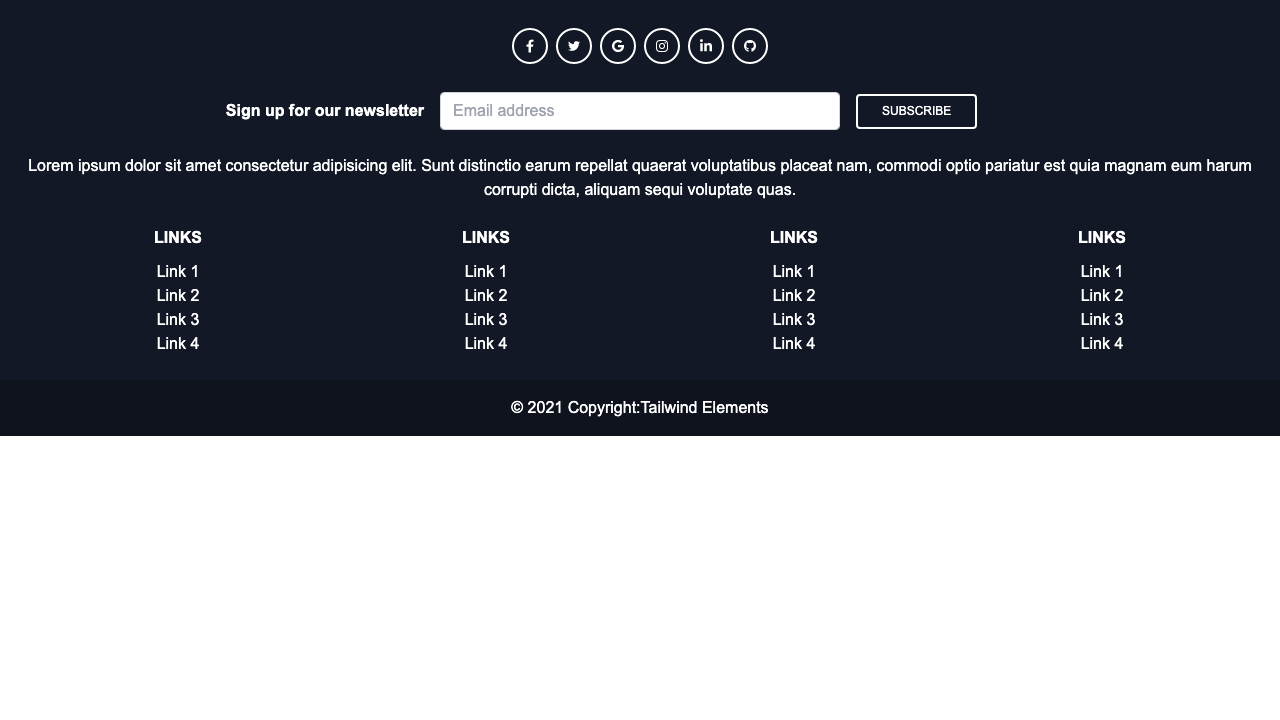 Sign up for our newsletter
Email address
SUBSCRIBE
Lorem ipsum dolor sit amet consectetur adipisicing elit. Sunt distinctio earum repellat quaerat voluptatibus placeat nam, commodi optio pariatur est quia magnam eum harum
corrupti dicta, aliquam sequi voluptate quas.
LINKS
Link 1
Link 2
Link 3
Link 4
LINKS
Link 1
Link 2
Link 3
Link 4
LINKS
Link 1
Link 2
Link 3
Link 4
LINKS
Link 1
Link 2
Link 3
Link 4
© 2021 Copyright:Tailwind Elements